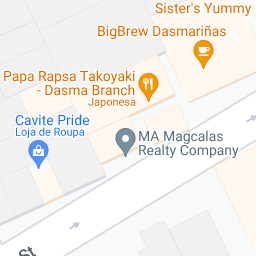 Sister's Yummy
BigBrew Dasmariñas
Papa Rapsa Takoyaki
- Dasma Branch
Japonesa
Cavite Pride
Loja de Roupa
MA Magcalas
Realty Company
St